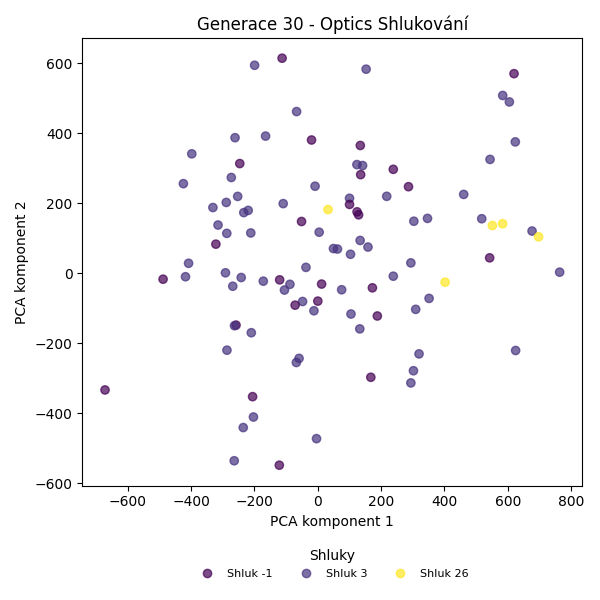 Generace 30 - Optics Shlukování
PCA komponent 2
600
400
200
0
−200
−400
−600
−600 −400 −200 0 200 400 600 800
PCA komponent 1
Shluky
Shluk -1 Shluk 3 Shluk 26